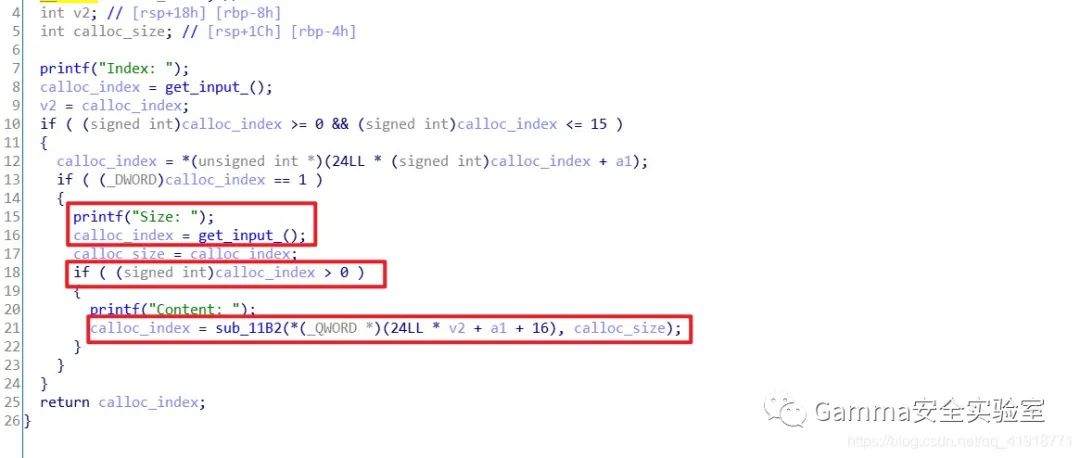 4 int v2; // [rsp+18h] [rbp-8h]
5 int calloc_size; // [rsp+1Ch] [rbp-4h]
6
7 printf("Index: ");
8 calloc_index = get_input_();
9 v2 = calloc_index;
10 if ( (signed int)calloc_index >= 0 && (signed int)calloc_index <= 15 )
11 {
12 calloc_index = *(unsigned int *)(24LL * (signed int)calloc_index + a1);
13 if ( (_DWORD)calloc_index == 1 )
14 {
15 printf("Size: ");
16 calloc_index = get_input_();
17 calloc_size = calloc_index;
18 if ( (signed int)calloc_index > 0 )
19 {
20 printf("Content: ");
21 calloc_index = sub_11B2(*(_QWORD *)(24LL * v2 + a1 + 16), calloc_size);
22 }
23 }
24 }
25 return calloc_index;
26 }
Gamma安全实验室
https://blog.csdn.net/qq_41918771